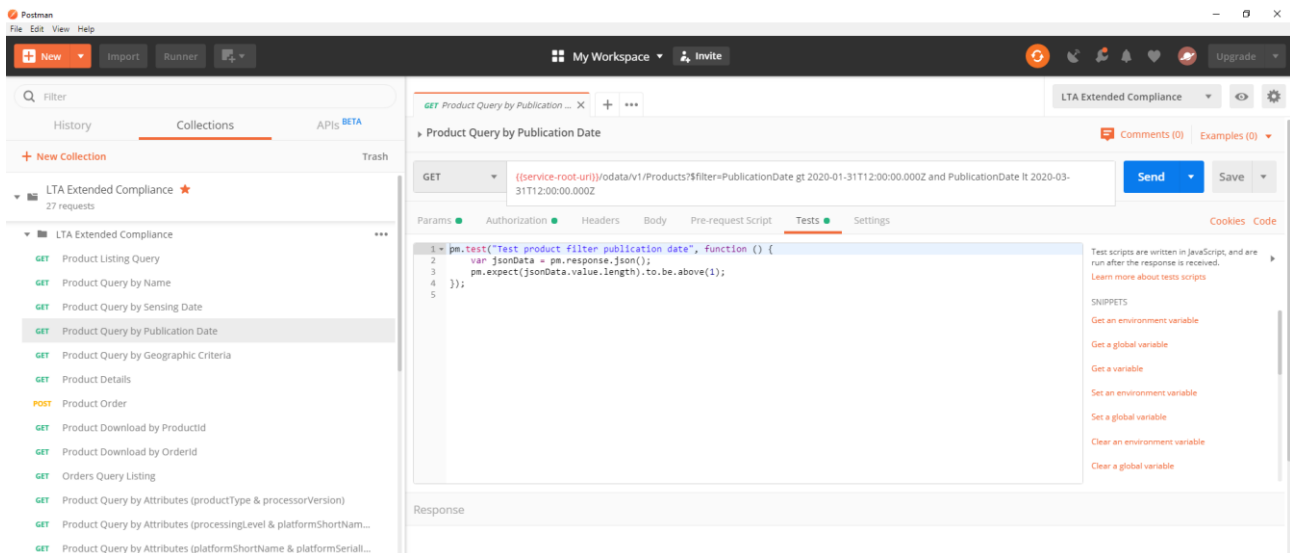 Postman
File Edit View Help
New Import Runner My Workspace Invite Upgrade
Filter
History Collections APIs BETA
+ New Collection Trash
LTA Extended Compliance
27 requests
LTA Extended Compliance
GET Product Listing Query
GET Product Query by Name
GET Product Query by Sensing Date
GET Product Query by Publication Date
GET Product Query by Geographic Criteria
GET Product Details
POST Product Order
GET Product Download by ProductId
GET Product Download by OrderId
GET Orders Query Listing
GET Product Query by Attributes (productType & processorVersion)
GET Product Query by Attributes (processingLevel & platformShortNam...
GET Product Query by Attributes (platformShortName & platformSeriali...
GET Product Query by Publication ... X + •••
LTA Extended Compliance
Product Query by Publication Date
Comments (0) Examples (0)
GET {{service-root-uri}}/odata/v1/Products?$filter=PublicationDate gt 2020-01-31T12:00:00.000Z and PublicationDate lt 2020-03-
31T12:00:00.000Z
Send Save
Params Authorization Headers Body Pre-request Script Tests Settings Cookies Code
1 pm.test("Test product filter publication date", function () {
2 var jsonData = pm.response.json();
3 pm.expect(jsonData.value.length).to.be.above(1);
4 });
5
Test scripts are written in JavaScript, and are
run after the response is received.
Learn more about tests scripts
SNIPPETS
Get an environment variable
Get a global variable
Get a variable
Set an environment variable
Set a global variable
Clear an environment variable
Clear a global variable
Response